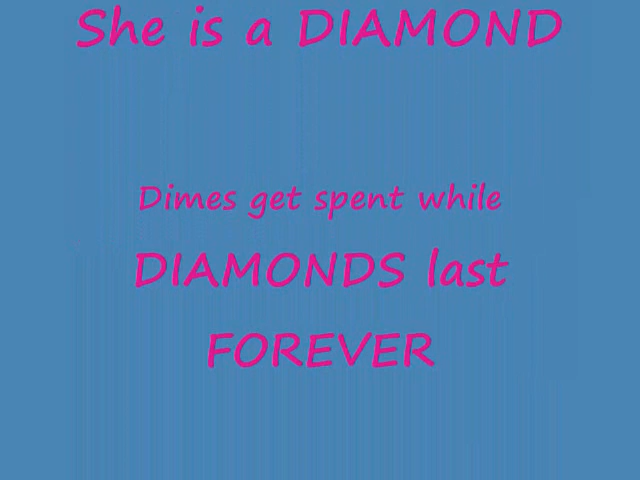 She is a DIAMOND
Dimes get spent while
DIAMONDS last
FOREVER